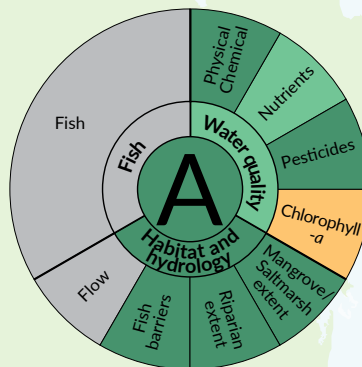 Physical
Chemical
Nutrients
Pesticides
Chlorophyll
-a
Mangrove/
Saltmarsh
extent
Riparian
extent
Fish
barriers
Flow
Fish
Fish
Water quality
Habitat and
hydrology
A